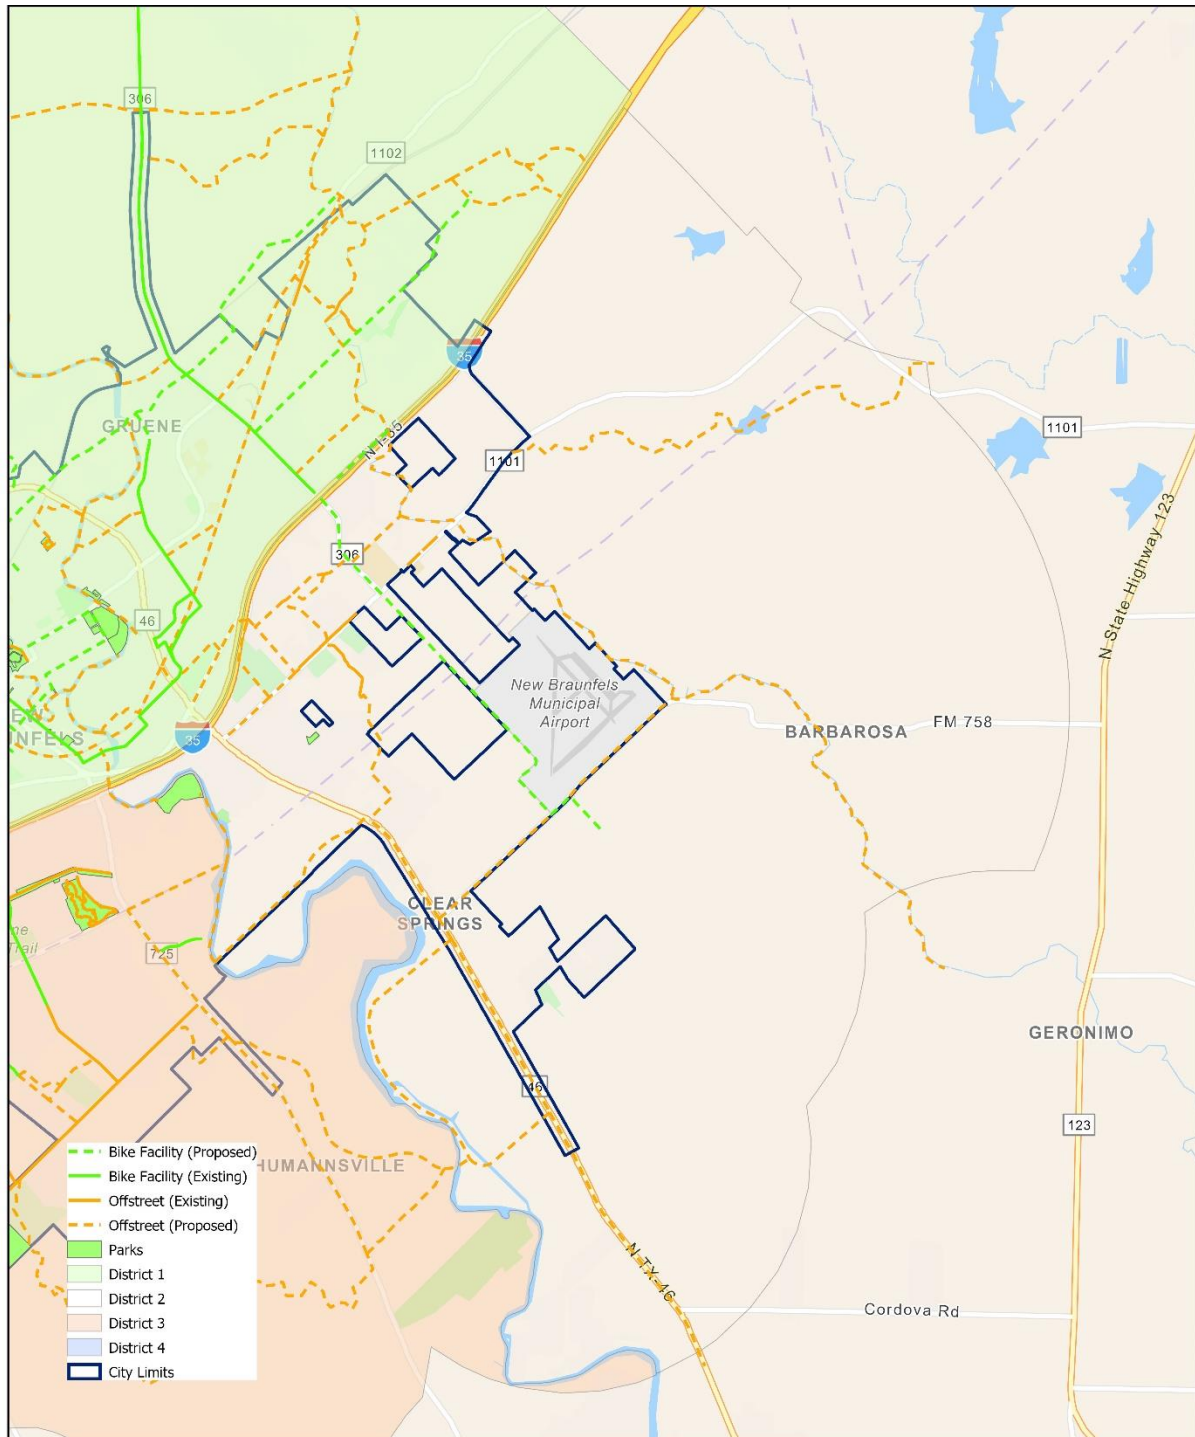 306
1102
35
GRUENE
N I-35
1101
1101
306
46
N State Highway 123
New Braunfels
Municipal
Airport
35
BARBAROSA
FM 758
CLEAR
SPRINGS
Trail
725
GERONIMO
46
123
Bike Facility (Proposed)
Bike Facility (Existing)
HUMANNSVILLE
Offstreet (Existing)
Offstreet (Proposed)
Parks
District 1
N TX-46
District 2
Cordova Rd
District 3
District 4
City Limits